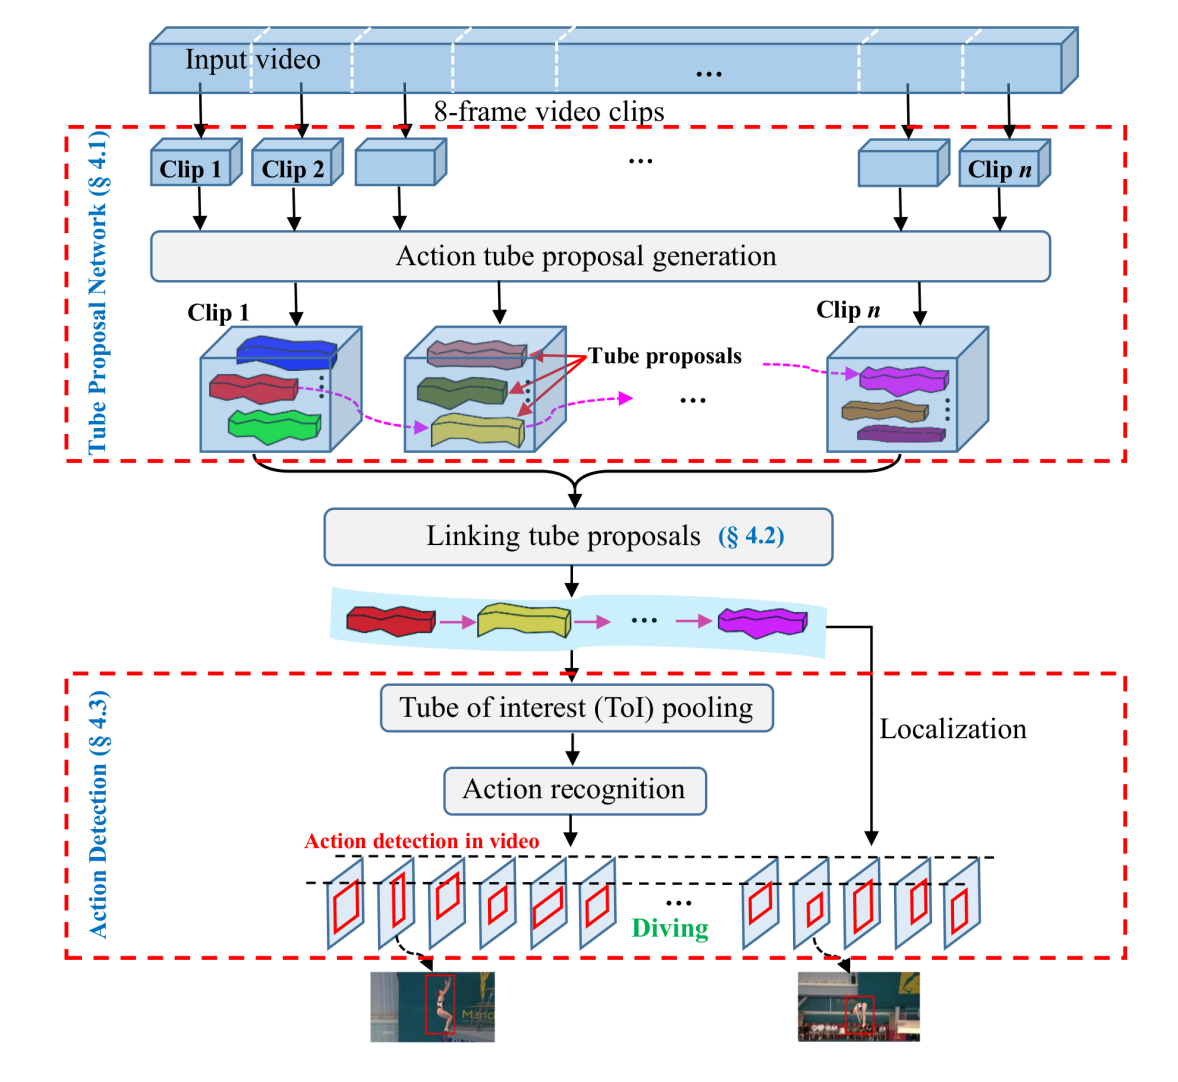 Input video
...
8-frame video clips
Tube Proposal Network (§ 4.1)
Clip 1
Clip 2
...
Clip n
Action tube proposal generation
Clip 1
Clip n
Tube proposals
...
Linking tube proposals (§ 4.2)
...
Action Detection (§ 4.3)
Tube of interest (ToI) pooling
Localization
Action recognition
Action detection in video
...
Diving